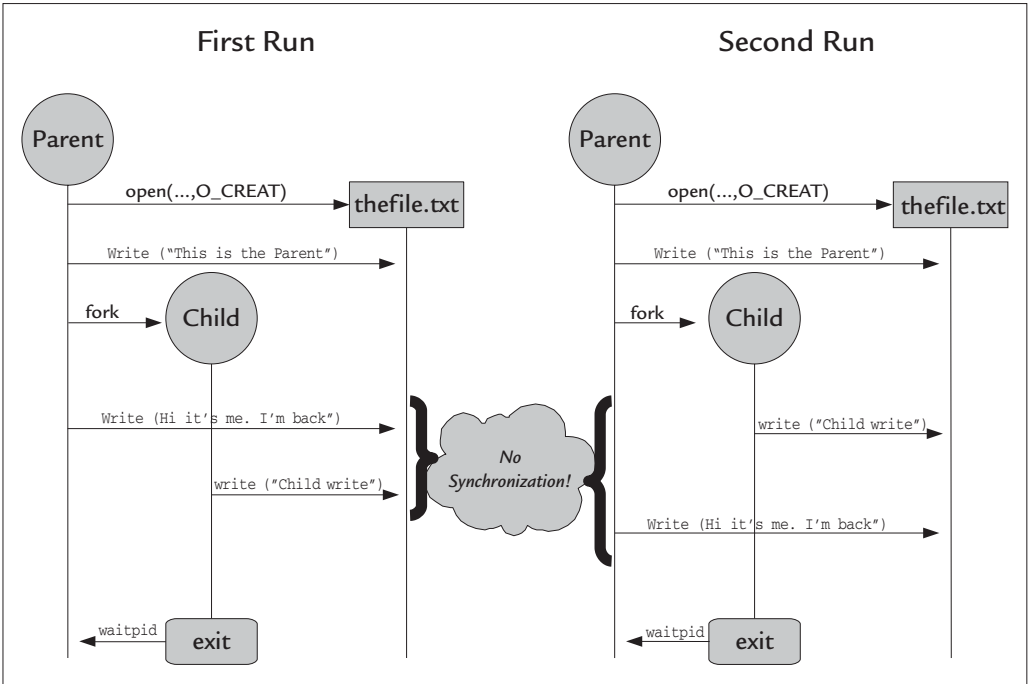 First Run
Parent
open(...,O_CREAT)
thefile.txt
Write ("This is the Parent")
fork
Child
Write (Hi it's me. I'm back")
write ("Child write")
waitpid
exit
No
Synchronization!
Second Run
Parent
open(...,O_CREAT)
thefile.txt
Write ("This is the Parent")
fork
Child
write ("Child write")
Write (Hi it's me. I'm back")
waitpid
exit